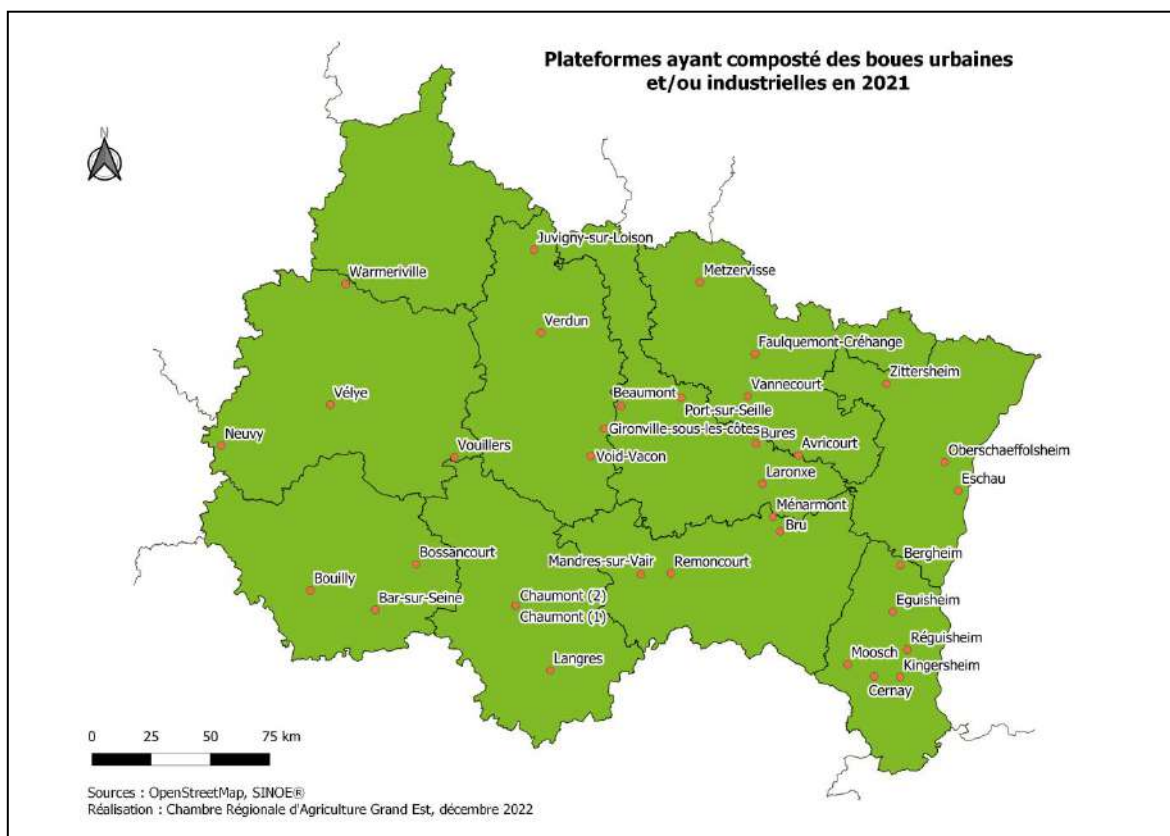 Plateformes ayant composté des boues urbaines
et/ou industrielles en 2021
N
Juvigny-sur-Loison
Metzervisse
Warmeriville
Verdun
Faulquemont-Créhange
Zittersheim
Vannecourt
Beaumont
Port-sur-Seille
Vélye
Gironville-sous-les-côtes
Bures
Neuvy
Vouillers
Void-Vacon
Avricourt
Oberschaeffolsheim
Laronxe
Eschau
Ménarmont
Bru
Bossancourt
Mandres-sur-Vair
Remoncourt
Bergheim
Bouilly
Bar-sur-Seine
Chaumont (2)
Chaumont (1)
Eguisheim
Langres
Réguisheim
Moosch
Kingersheim
Cernay
0 25 50 75 km
Sources : OpenStreetMap, SINOE®
Réalisation : Chambre Régionale d'Agriculture Grand Est, décembre 2022